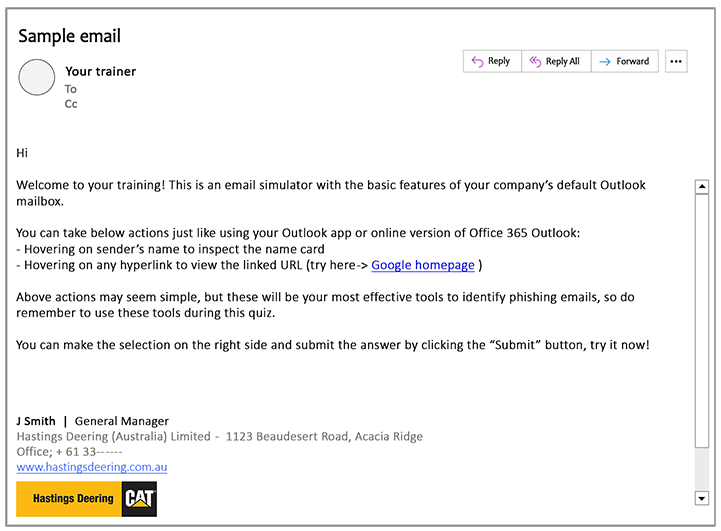 Sample email
Your trainer
To
Cc
Reply Reply All Forward
Hi
Welcome to your training! This is an email simulator with the basic features of your company’s default Outlook
mailbox.
You can take below actions just like using your Outlook app or online version of Office 365 Outlook:
- Hovering on sender’s name to inspect the name card
- Hovering on any hyperlink to view the linked URL (try here-> Google homepage )
Above actions may seem simple, but these will be your most effective tools to identify phishing emails, so do
remember to use these tools during this quiz.
You can make the selection on the right side and submit the answer by clicking the “Submit” button, try it now!
J Smith | General Manager
Hastings Deering (Australia) Limited - 1123 Beaudesert Road, Acacia Ridge
Office; + 61 33------
www.hastingsdeering.com.au
Hastings Deering CAT